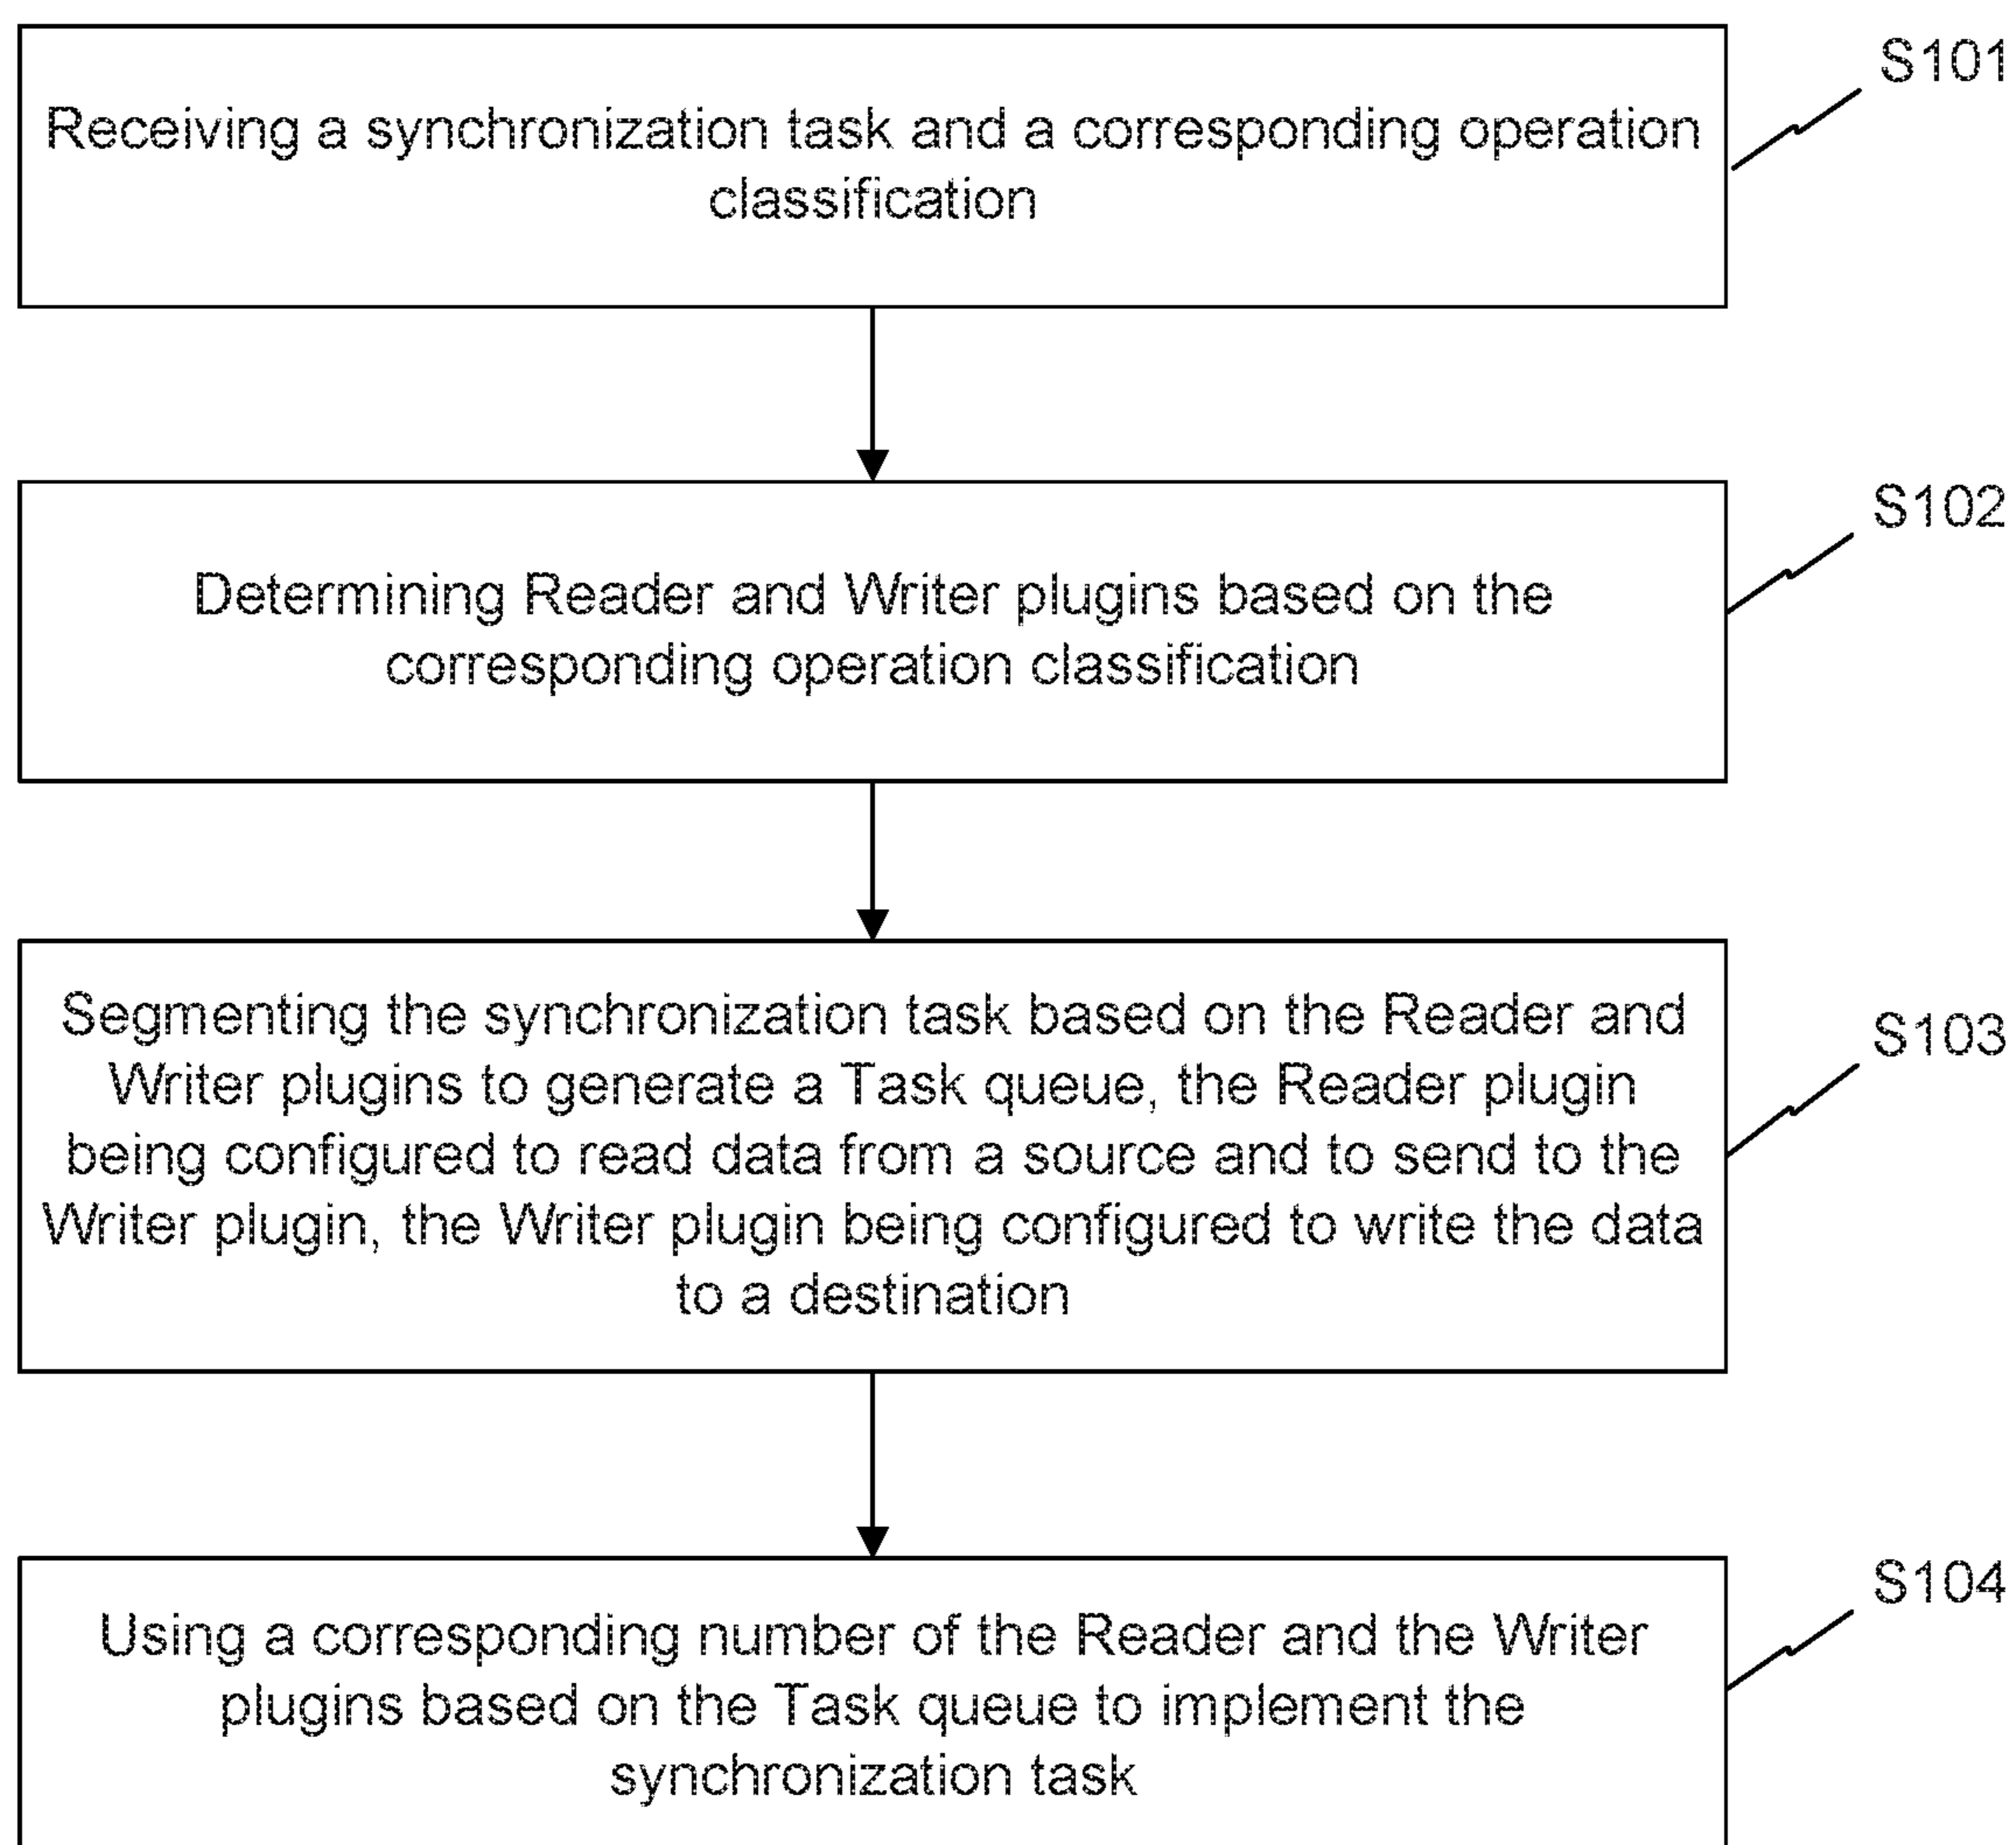 Receiving a synchronization task and a corresponding operation
classification
S101
Determining Reader and Writer plugins based on the
corresponding operation classification
S102
Segmenting the synchronization task based on the Reader and
Writer plugins to generate a Task queue, the Reader plugin
being configured to read data from a source and to send to the
Writer plugin, the Writer plugin being configured to write the data
to a destination
S103
Using a corresponding number of the Reader and the Writer
plugins based on the Task queue to implement the
synchronization task
S104